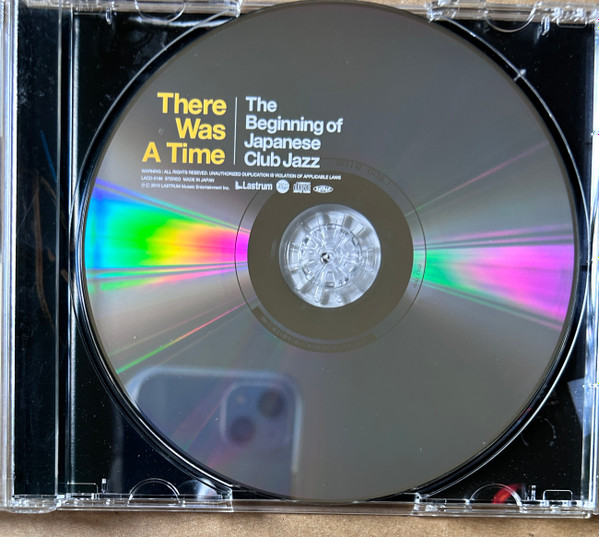 There
Was
A Time
The
Beginning of
Japanese
Club Jazz
WARNING : ALL RIGHTS RESERVED. UNAUTHORIZED DUPLICATION IS VIOLATION OF APPLICABLE LAWS
STEREO MADE IN JAPAN
LASTRUM Music Entertainment Inc.
Lastrum